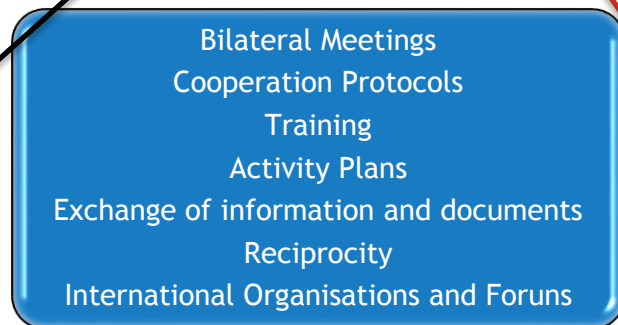 Bilateral Meetings
Cooperation Protocols
Training
Activity Plans
Exchange of information and documents
Reciprocity
International Organisations and Foruns